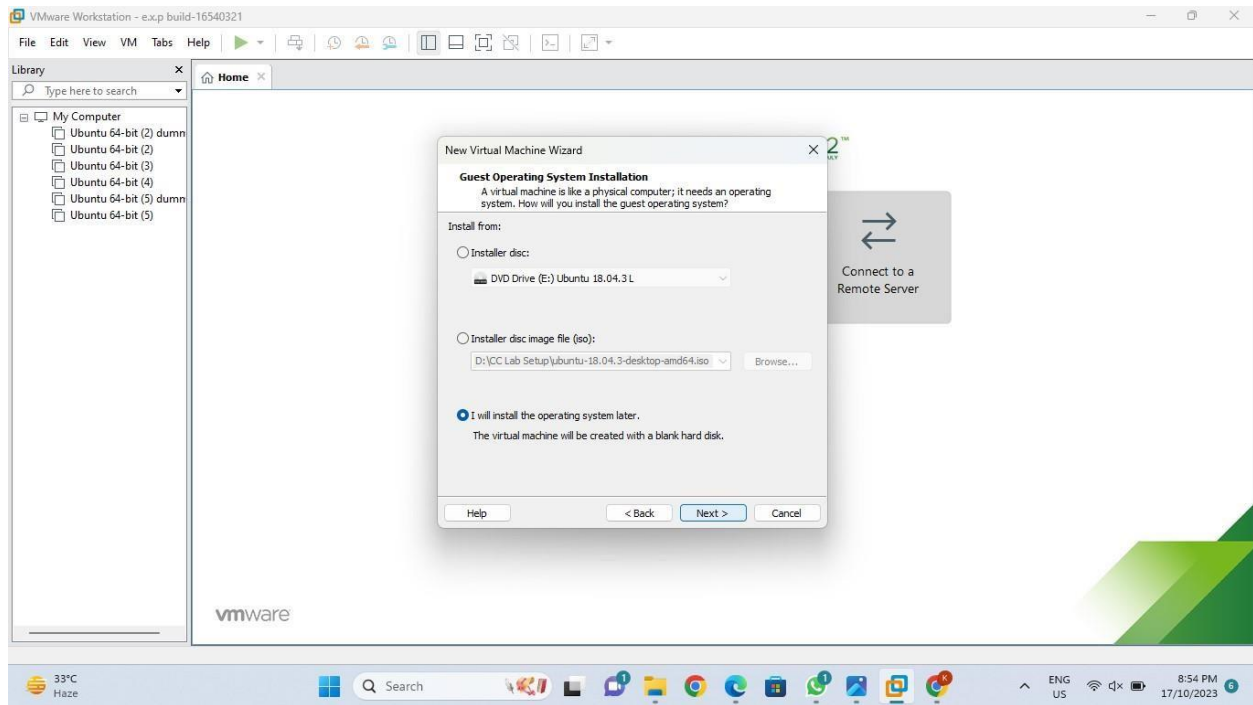 VMware Workstation - e.x.p build-16540321
File Edit View VM Tabs Help
Library
Home
Type here to search
My Computer
Ubuntu 64-bit (2) dumm
Ubuntu 64-bit (2)
Ubuntu 64-bit (3)
Ubuntu 64-bit (4)
Ubuntu 64-bit (5) dumm
Ubuntu 64-bit (5)
New Virtual Machine Wizard
2™
Guest Operating System Installation
A virtual machine is like a physical computer; it needs an operating
system. How will you install the guest operating system?
Install from:
Installer disc:
DVD Drive (E:) Ubuntu 18.04.3 L
Installer disc image file (iso):
D:\CC Lab Setup\ubuntu-18.04.3-desktop-amd64.iso
Browse...
I will install the operating system later.
The virtual machine will be created with a blank hard disk.
Help
< Back
Next >
Cancel
Connect to a
Remote Server
vmware
33°C
Haze
Search
1
1
ENG
US
8:54 PM
17/10/2023
6